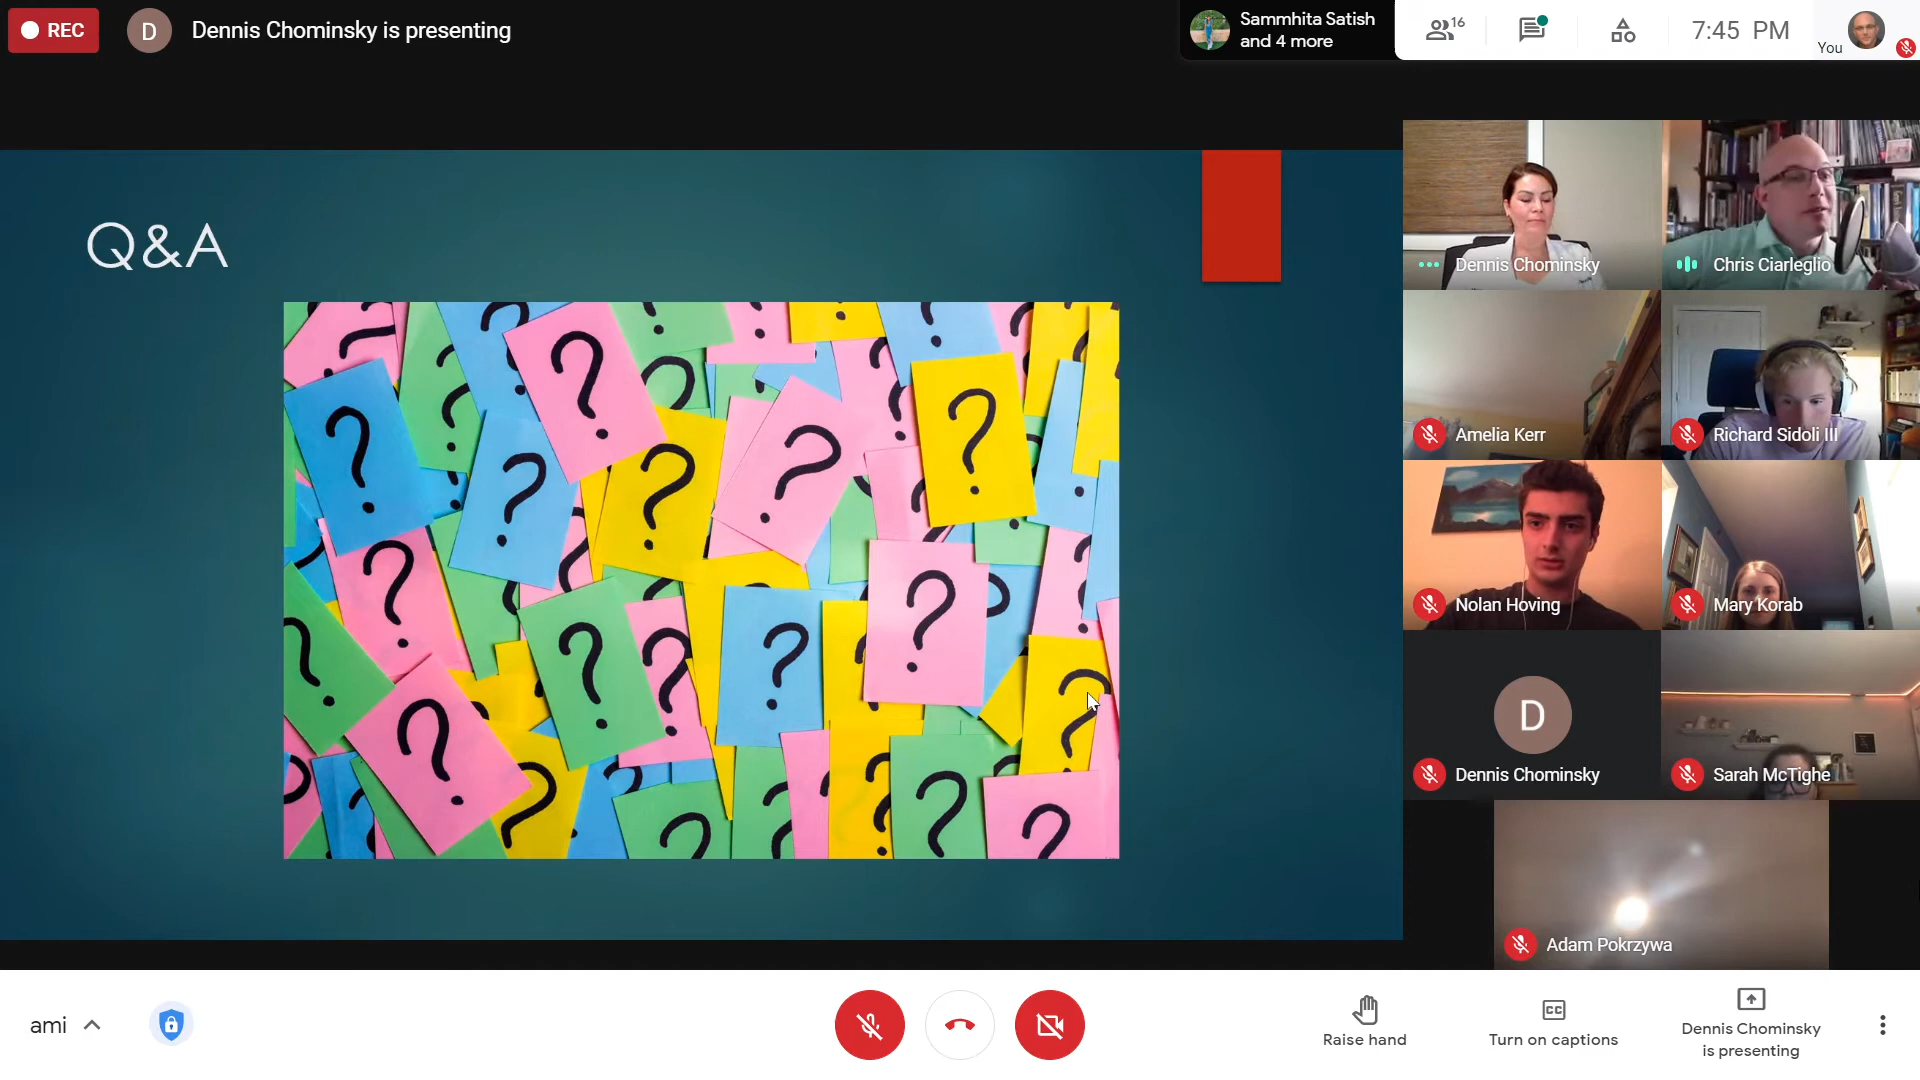 REC
D
Dennis Chominsky is presenting
Sammhita Satish
and 4 more
16
7:45 PM
You
Q&A
? ? ? ? ? ? ? ? ? ? ? ? ? ? ? ? ? ?
Dennis Chominsky
Chris Ciarleglio
Amelia Kerr
Richard Sidoli III
Nolan Hoving
Mary Korab
D
Dennis Chominsky
Sarah McTighe
Adam Pokrzywa
ami
Raise hand
CC
Turn on captions
Dennis Chominsky
is presenting